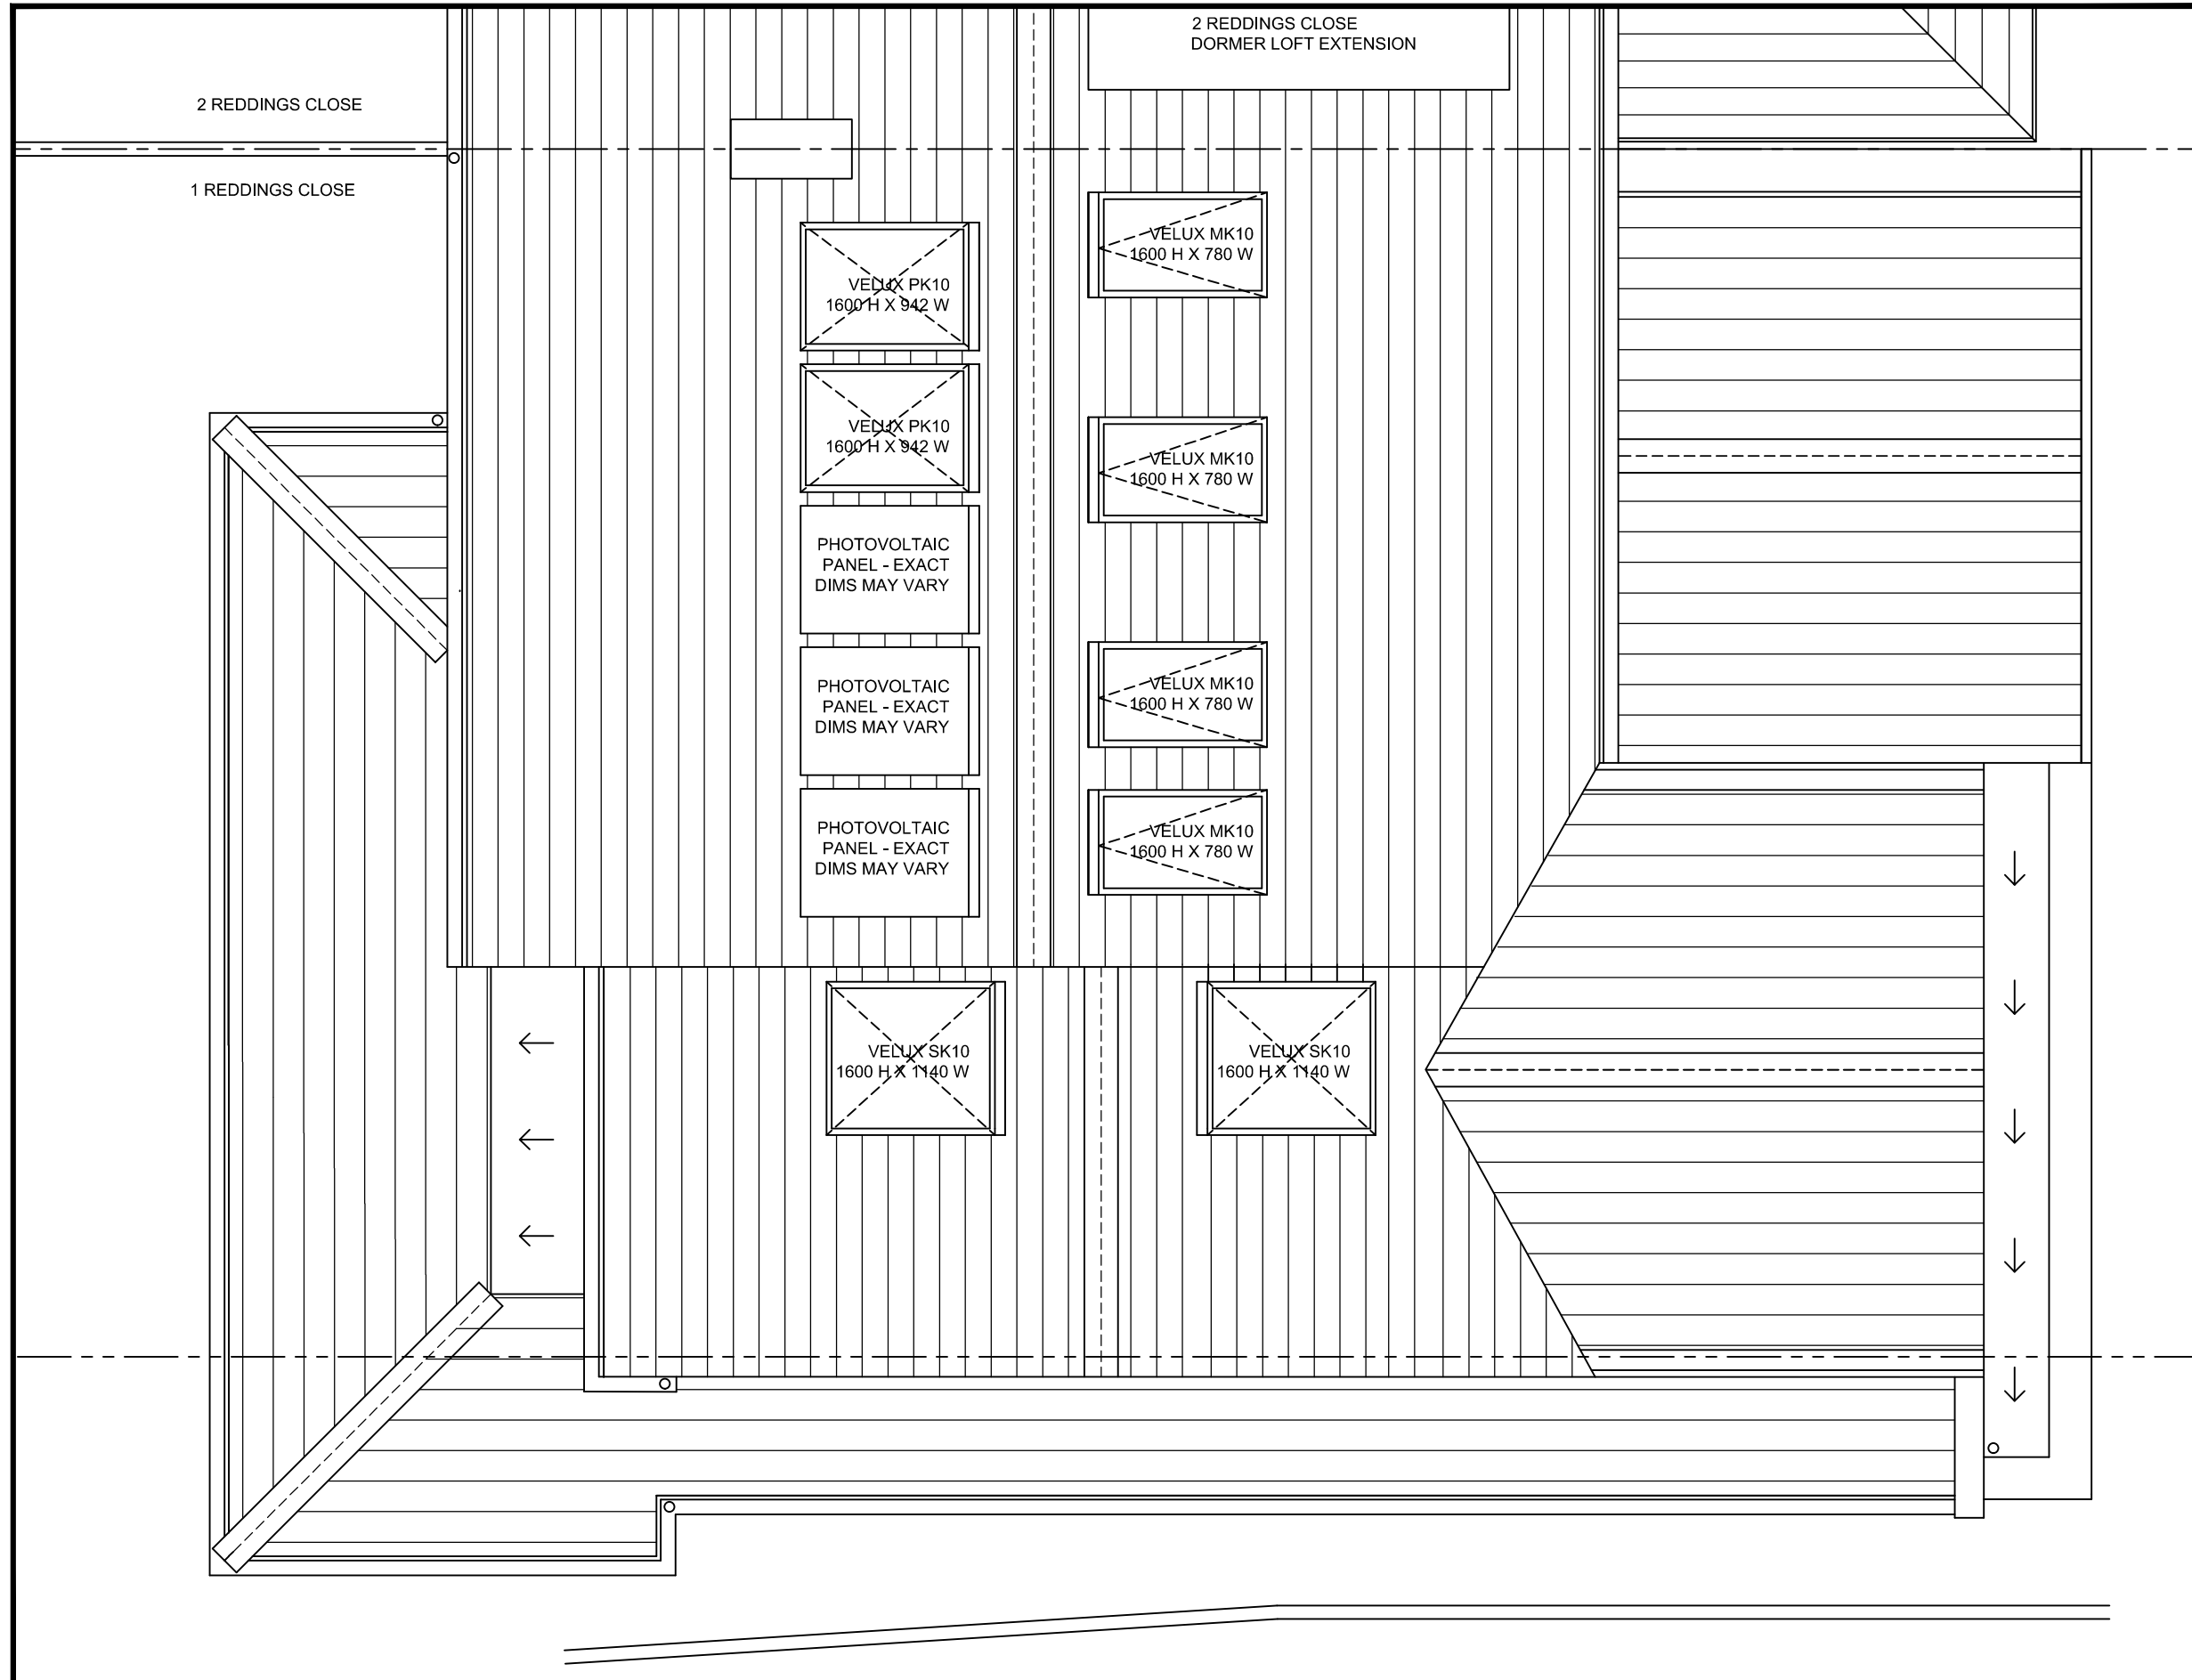 2 REDDINGS CLOSE
DORMER LOFT EXTENSION
2 REDDINGS CLOSE
1 REDDINGS CLOSE
VELUX PK10
1600 H X 942 W
VELUX PK10
1600 H X 942 W
PHOTOVOLTAIC
PANEL - EXACT
DIMS MAY VARY
PHOTOVOLTAIC
PANEL - EXACT
DIMS MAY VARY
PHOTOVOLTAIC
PANEL - EXACT
DIMS MAY VARY
VELUX MK10
1600 H X 780 W
VELUX MK10
1600 H X 780 W
VELUX MK10
1600 H X 780 W
VELUX MK10
1600 H X 780 W
VELUX SK10
1600 H X 1140 W
VELUX SK10
1600 H X 1140 W